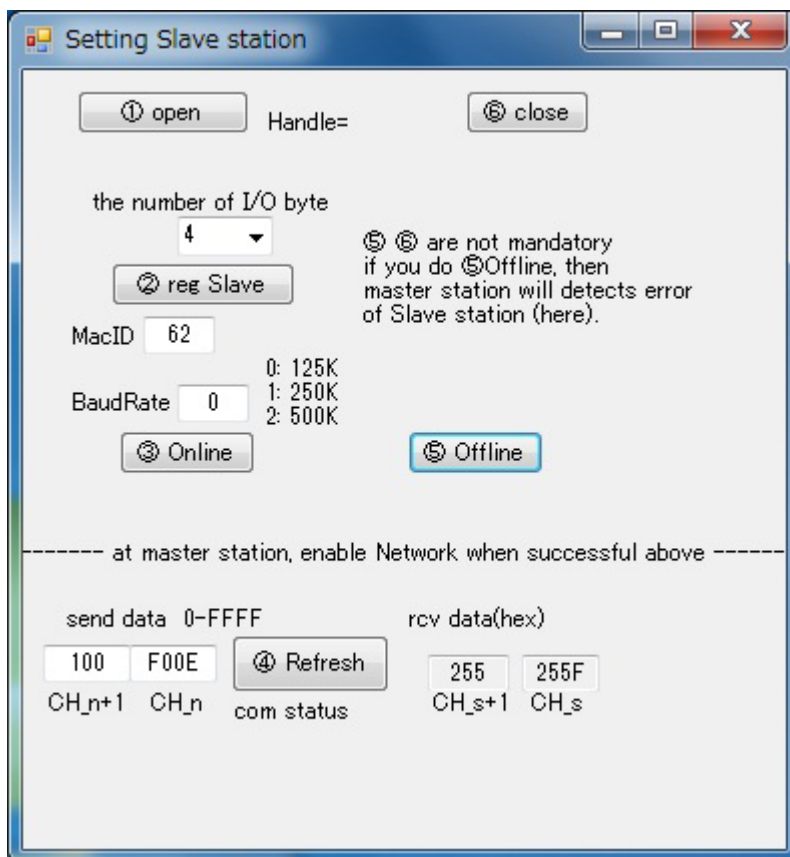 Setting Slave station
① open
Handle=
⑥ close
the number of I/O byte
4
⑤ ⑥ are not mandatory
if you do ⑤Offline, then
master station will detects error
of Slave station (here).
② reg Slave
MacID 62
0: 125K
1: 250K
2: 500K
BaudRate 0
③ Online
⑤ Offline
------- at master station, enable Network when successful above ------
send data 0-FFFF
rcv data(hex)
100 F00E
④ Refresh
255 255F
CH_n+1 CH_n
com status
CH_s+1 CH_s